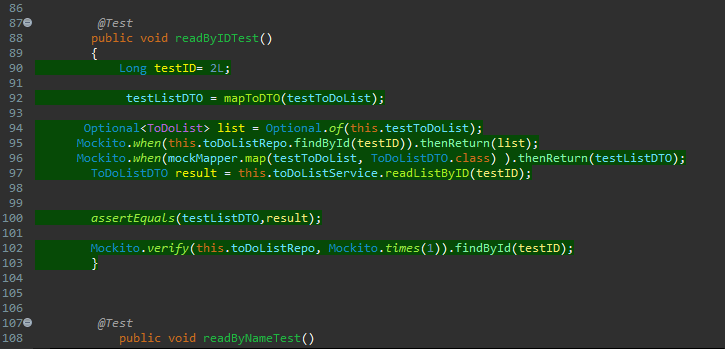 86
87 @Test
88 public void readByIDTest()
89 {
90 Long testID= 2L;
91
92 testListDTO = mapToDTO(testToDoList);
93
94 Optional<ToDoList> list = Optional.of(this.testToDoList);
95 Mockito.when(this.toDoListRepo.findById(testID)).thenReturn(list);
96 Mockito.when(mockMapper.map(testToDoList, ToDoListDTO.class) ).thenReturn(testListDTO);
97 ToDoListDTO result = this.toDoListService.readListByID(testID);
98
99
100 assertEquals(testListDTO,result);
101
102 Mockito.verify(this.toDoListRepo, Mockito.times(1)).findById(testID);
103 }
104
105
106
107 @Test
108 public void readByNameTest()